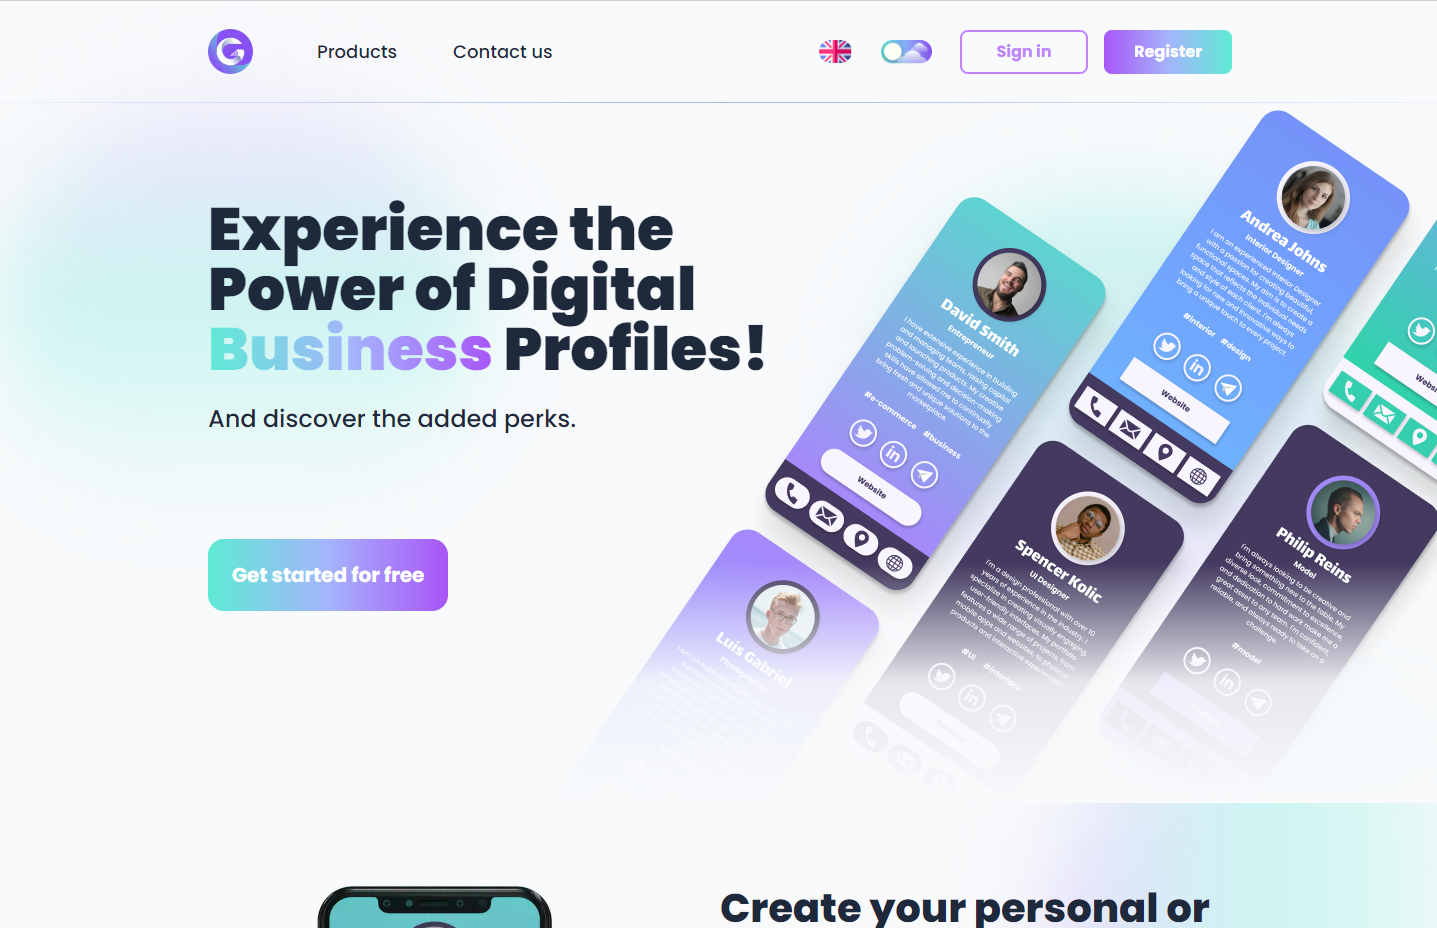 Products
Contact us
Sign in
Register
Experience the
Power of Digital
Business Profiles!
And discover the added perks.
Get started for free
David Smith
Entrepreneur
I have extensive experience in building
and managing teams, raising capital
and launching products. My creative
problem-solving and decision-making
skills have allowed me to continually
bring fresh and unique solutions to the
marketplace.
#e-commerce #business
Website
Andrea Johns
Interior Designer
I am an experienced Interior Designer
with a passion for creating beautiful,
functional spaces. My aim is to create a
space that reflects the individual needs
and style of each client. I'm always
looking for new and innovative ways to
bring a unique touch to every project.
#interior #design
Website
Luis Gabriel
Photographer
Spencer Kolic
UI Designer
I'm a design professional with over 10
years of experience in the industry. I
specialize in creating visually engaging,
user-friendly interfaces. My portfolio
features a wide range of projects, from
mobile apps and websites, to physical
products and interactive experiences.
#UI #interface
Portfolio
Philip Reins
Model
I'm always looking to be creative and
bring something new to the table. My
diverse look, commitment to excellence,
and dedication to hard work make me a
great asset to any team. I'm confident,
reliable, and always ready to take on a
challenge.
#model
Create your personal or